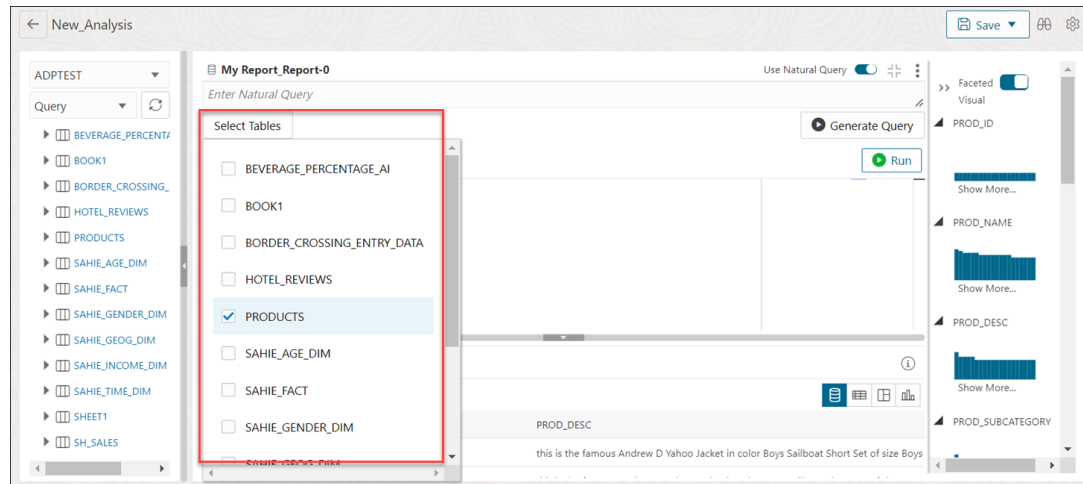 New_Analysis
Save
ADPTEST
Query
BEVERAGE_PERCENTA
BOOK1
BORDER_CROSSING_
HOTEL_REVIEWS
PRODUCTS
SAHIE_AGE_DIM
SAHIE_FACT
SAHIE_GENDER_DIM
SAHIE_GEOG_DIM
SAHIE_INCOME_DIM
SAHIE_TIME_DIM
SHEET1
SH_SALES
My Report_Report-0
Use Natural Query
Enter Natural Query
Select Tables
Generate Query
Run
BEVERAGE_PERCENTAGE_AI
BOOK1
BORDER_CROSSING_ENTRY_DATA
HOTEL_REVIEWS
PRODUCTS
SAHIE_AGE_DIM
SAHIE_FACT
SAHIE_GENDER_DIM
SAHIE_GEOG_DIM
PROD_DESC
this is the famous Andrew D Yahoo Jacket in color Boys Sailboat Short Set of size Boys
Faceted
Visual
PROD_ID
Show More...
PROD_NAME
Show More...
PROD_DESC
Show More...
PROD_SUBCATEGORY